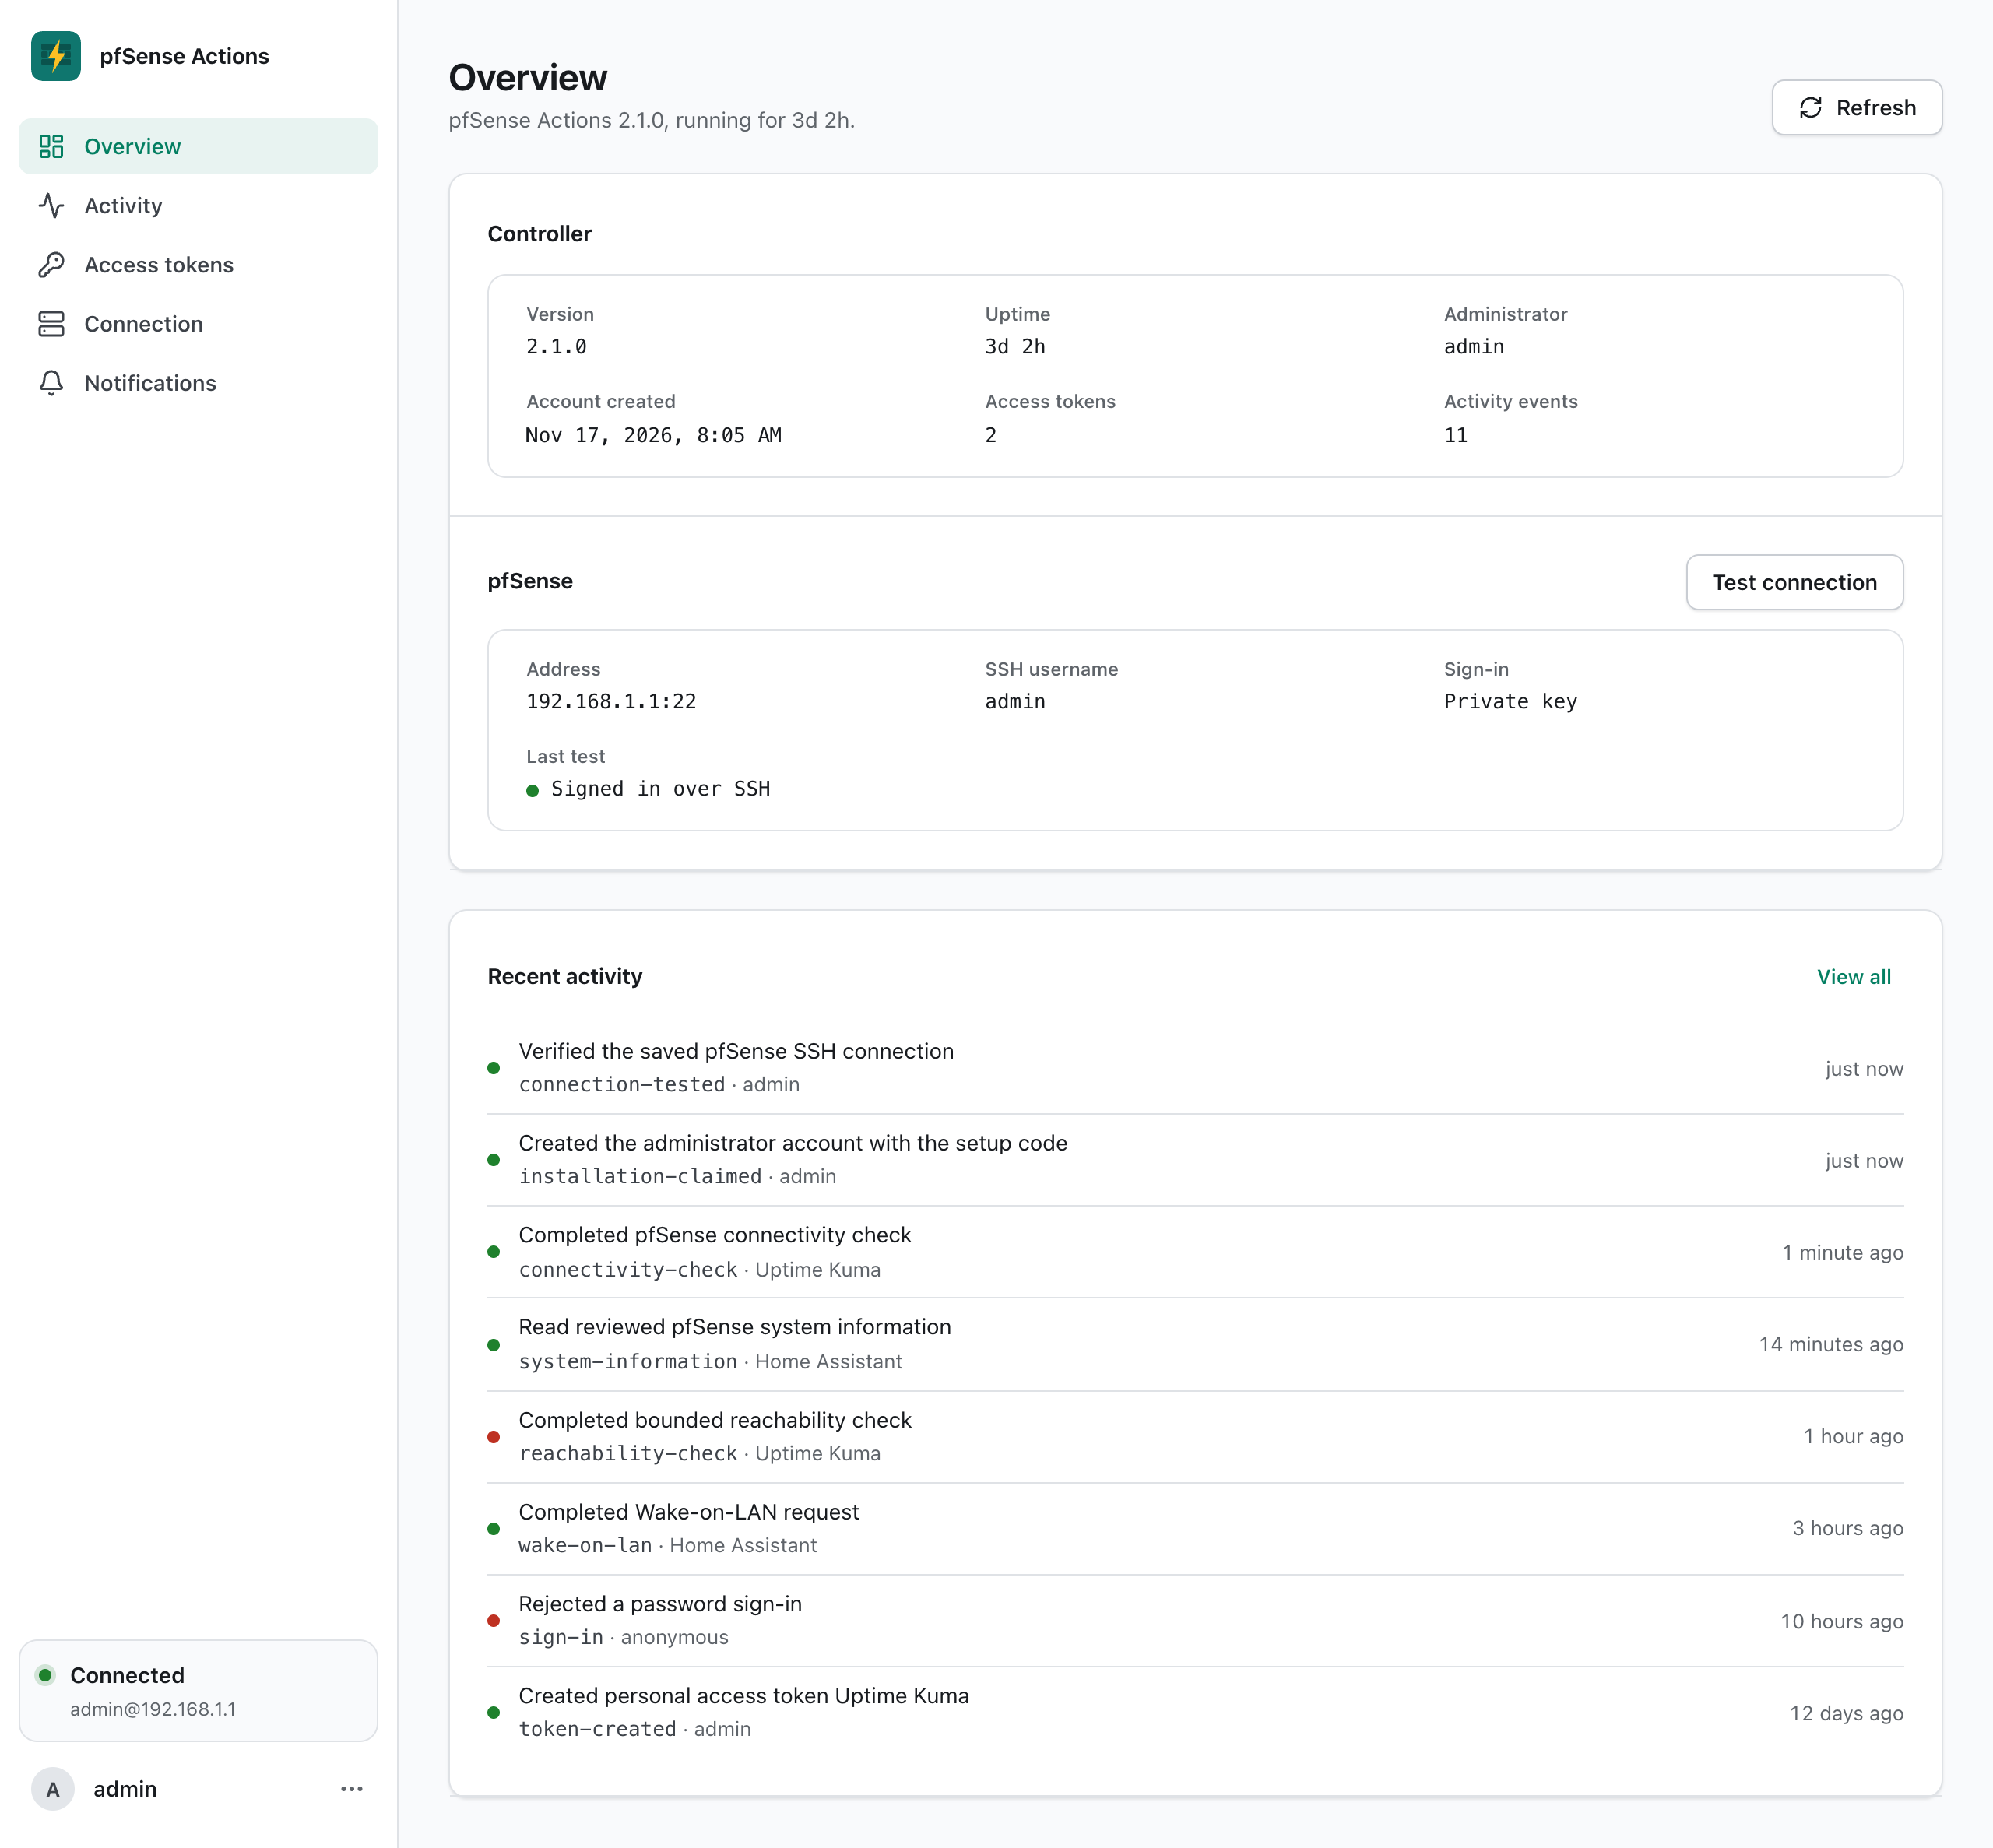 pfSense Actions
Overview
Activity
Access tokens
Connection
Notifications
Connected
admin@192.168.1.1
A admin
Overview
pfSense Actions 2.1.0, running for 3d 2h.
Refresh
Controller
Version Uptime Administrator
2.1.0 3d 2h admin
Account created Access tokens Activity events
Nov 17, 2026, 8:05 AM 2 11
pfSense Test connection
Address SSH username Sign-in
192.168.1.1:22 admin Private key
Last test
Signed in over SSH
Recent activity View all
Verified the saved pfSense SSH connection
connection-tested · admin
just now
Created the administrator account with the setup code
installation-claimed · admin
just now
Completed pfSense connectivity check
connectivity-check · Uptime Kuma
1 minute ago
Read reviewed pfSense system information
system-information · Home Assistant
14 minutes ago
Completed bounded reachability check
reachability-check · Uptime Kuma
1 hour ago
Completed Wake-on-LAN request
wake-on-lan · Home Assistant
3 hours ago
Rejected a password sign-in
sign-in · anonymous
10 hours ago
Created personal access token Uptime Kuma
token-created · admin
12 days ago